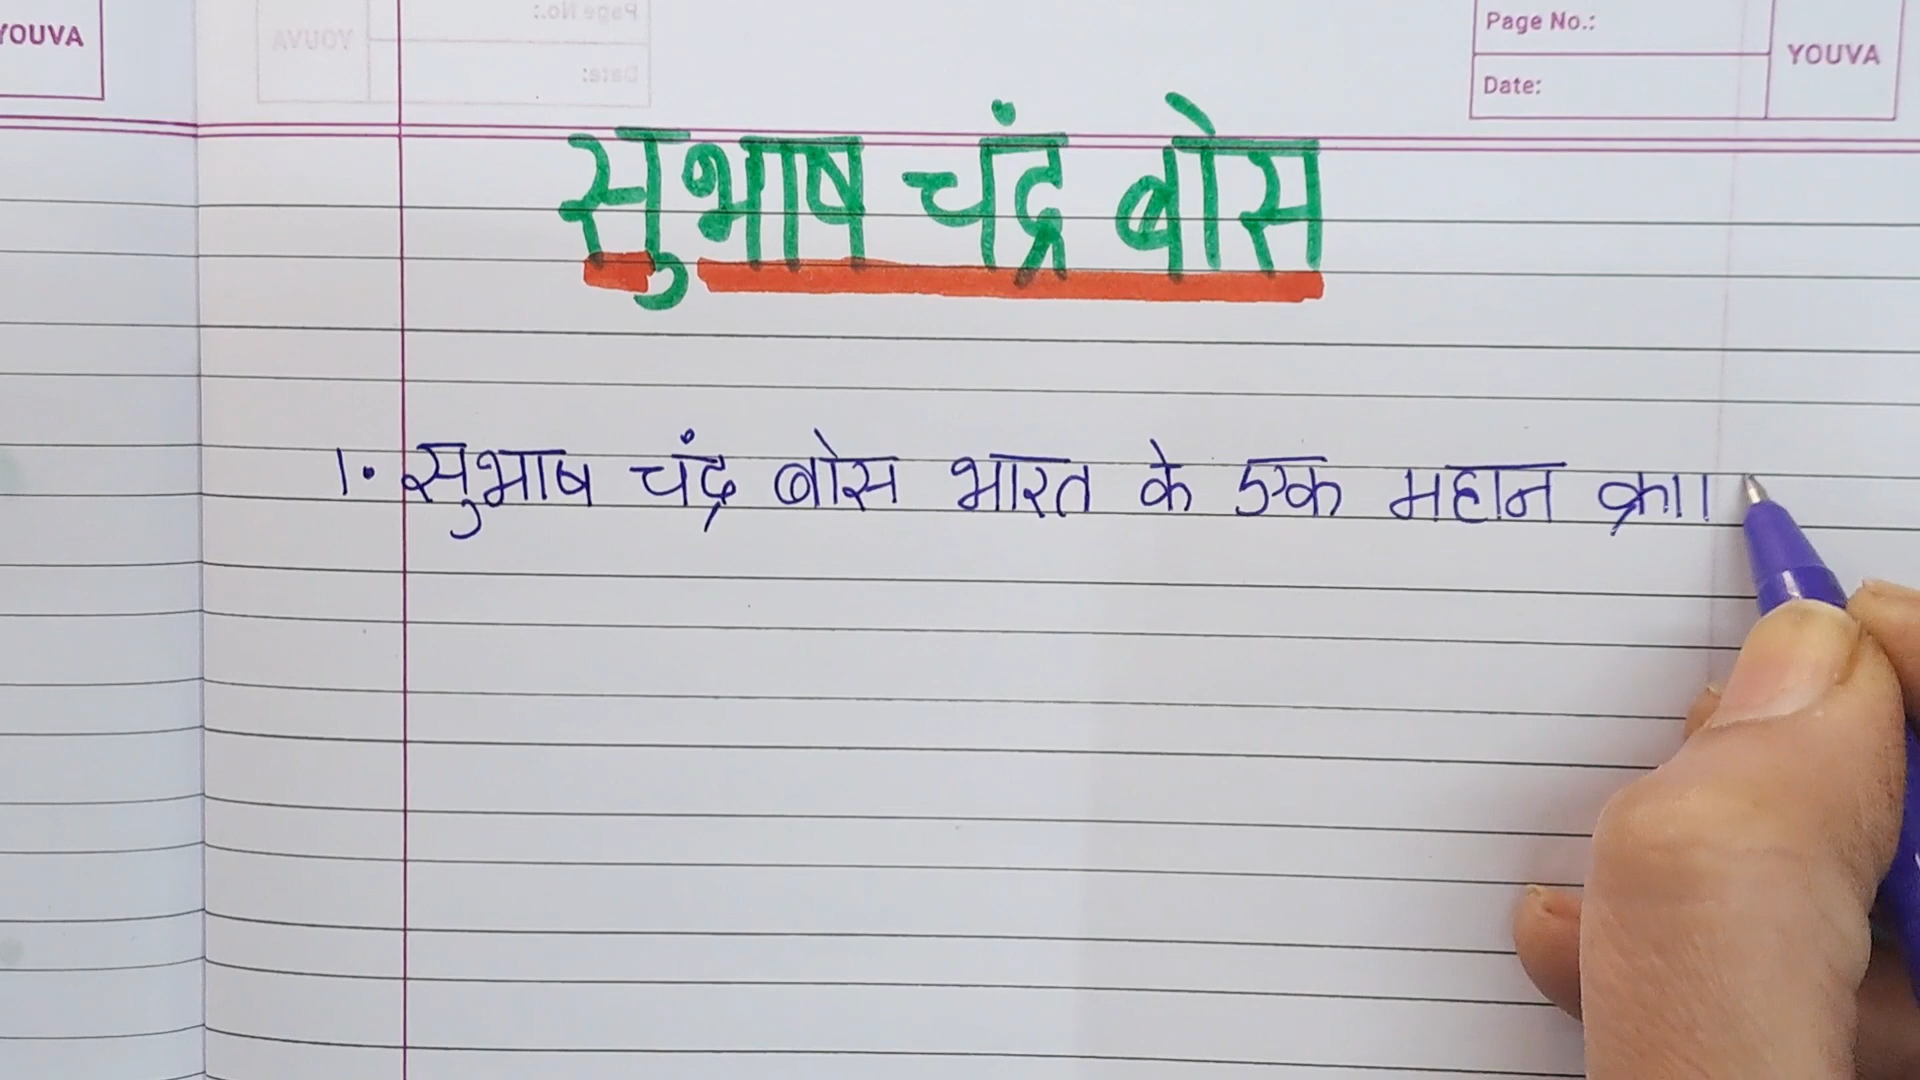 YOUVA
Page No.:
Date:
YOUVA
सुभाष चंद्र बोस
1. सुभाष चंद्र बोस भारत के एक महान